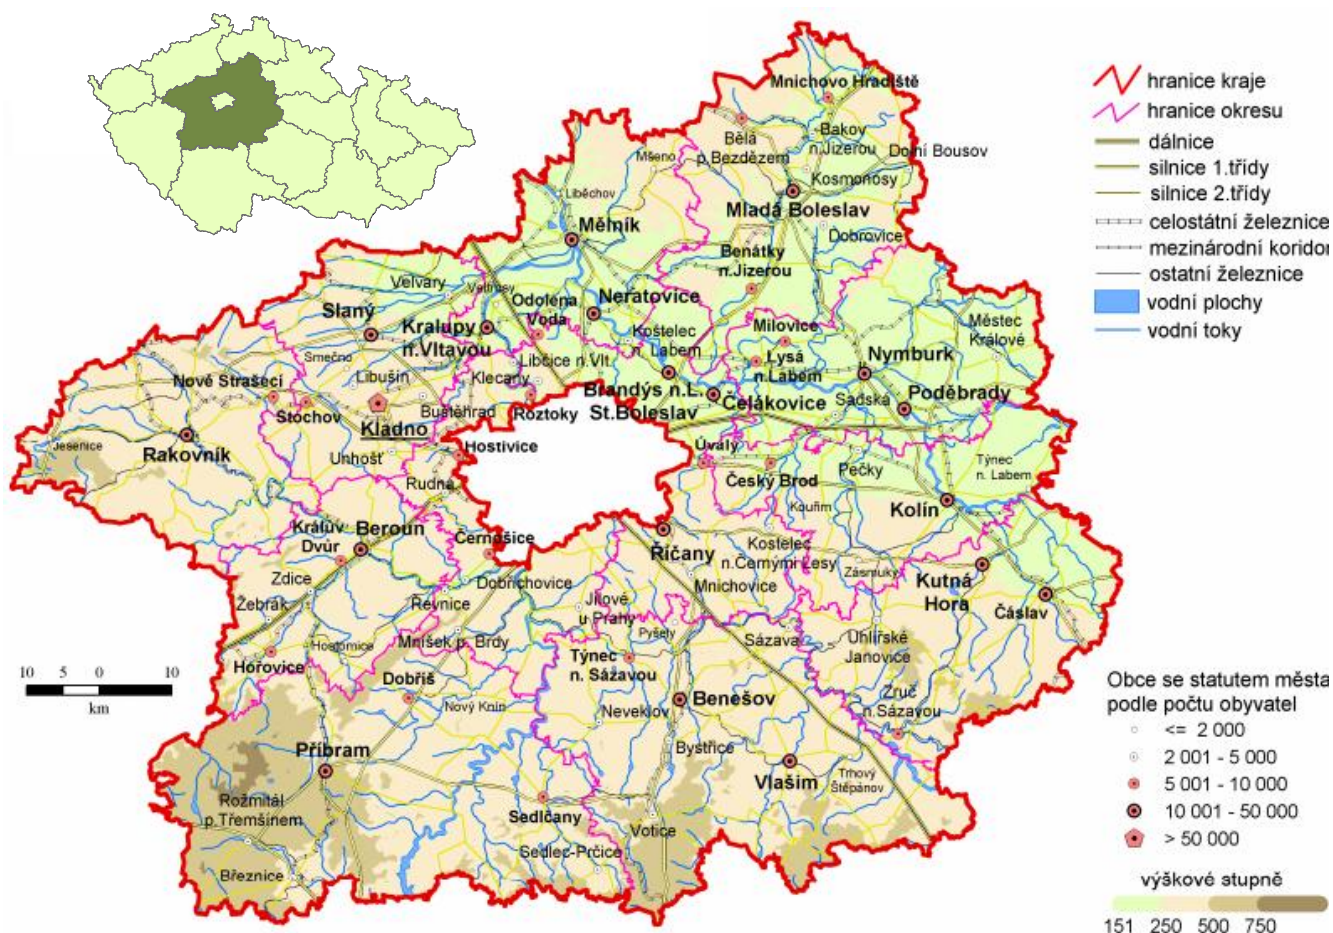 Mnichovo Hradiště
Bělá
p.Bezdězem
Bakov
n.Jizerou
Dolní Bousov
Mšeno
Kosmonosy
Liběchov
Mladá Boleslav
Mělník
Dobrovice
Benátky
n.Jizerou
Velvary
Veltrusy
Odolena
Voda
Neratovice
Slaný
Kralupy
n.Vltavou
Kostelec
n. Labem
Milovice
Městec
Králové
Smečno
Libčice n.Vlt.
Lysá
n.Labem
Nymburk
Nové Strašecí
Libušín
Klecany
Brandýs n.L.
St.Boleslav
Čelákovice
Sadská
Poděbrady
Stochov
Buštěhrad
Roztoky
Kladno
Jesenice
Rakovník
Unhošť
Hostivice
Úvaly
Pečky
Týnec
n. Labem
Český Brod
Rudná
Kouřim
Kolín
Králův
Dvůr
Beroun
Černošice
Říčany
Kostelec
n.Černými Lesy
Zásmuky
Mnichovice
Kutná
Hora
Čáslav
Zdice
Dobřichovice
Žebrák
Řevnice
Jílové
u Prahy
Pyšely
Sázava
Uhlířské
Janovice
Hostomice
Mníšek p. Brdy
Hořovice
Týnec
n. Sázavou
Dobříš
Nový Knín
Neveklov
Benešov
Zruč
n.Sázavou
Příbram
Bystřice
Vlašim
Trhový
Štěpánov
Rožmitál
p.Třemšínem
Sedlčany
Votice
Sedlec-Prčice
Březnice
10 5 0 10
km
hranice kraje
hranice okresu
dálnice
silnice 1.třídy
silnice 2.třídy
celostátní železnice
mezinárodní koridor
ostatní železnice
vodní plochy
vodní toky
Obce se statutem města
podle počtu obyvatel
<= 2 000
2 001 - 5 000
5 001 - 10 000
10 001 - 50 000
> 50 000
výškové stupně
151 250 500 750